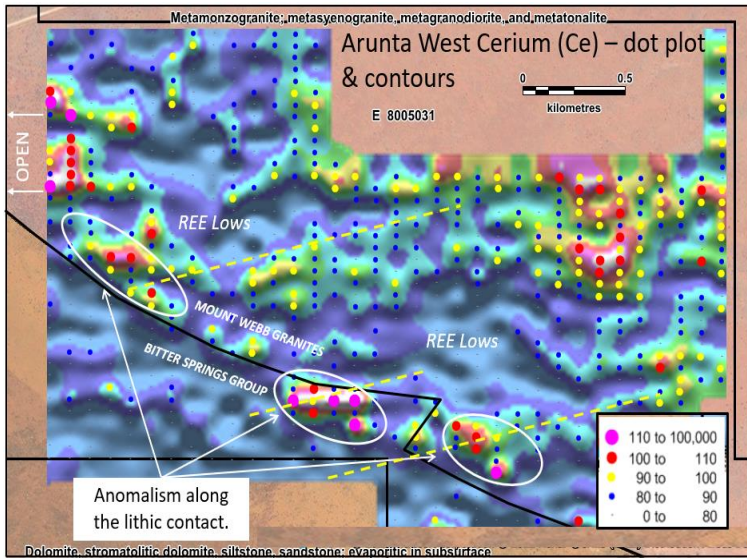 Metamonzogranite; metasyenogranite, metagranodiorite, and metatonalite
Arunta West Cerium (Ce) – dot plot
& contours
0 0.5
kilometres
E 8005031
OPEN
REE Lows
MOUNT WEBB GRANITES
REE Lows
BITTER SPRINGS GROUP
Anomalism along
the lithic contact.
110 to 100,000
100 to 110
90 to 100
80 to 90
0 to 80
Dolomite, stromatolitic dolomite, siltstone, sandstone; evaporitic in subsurface